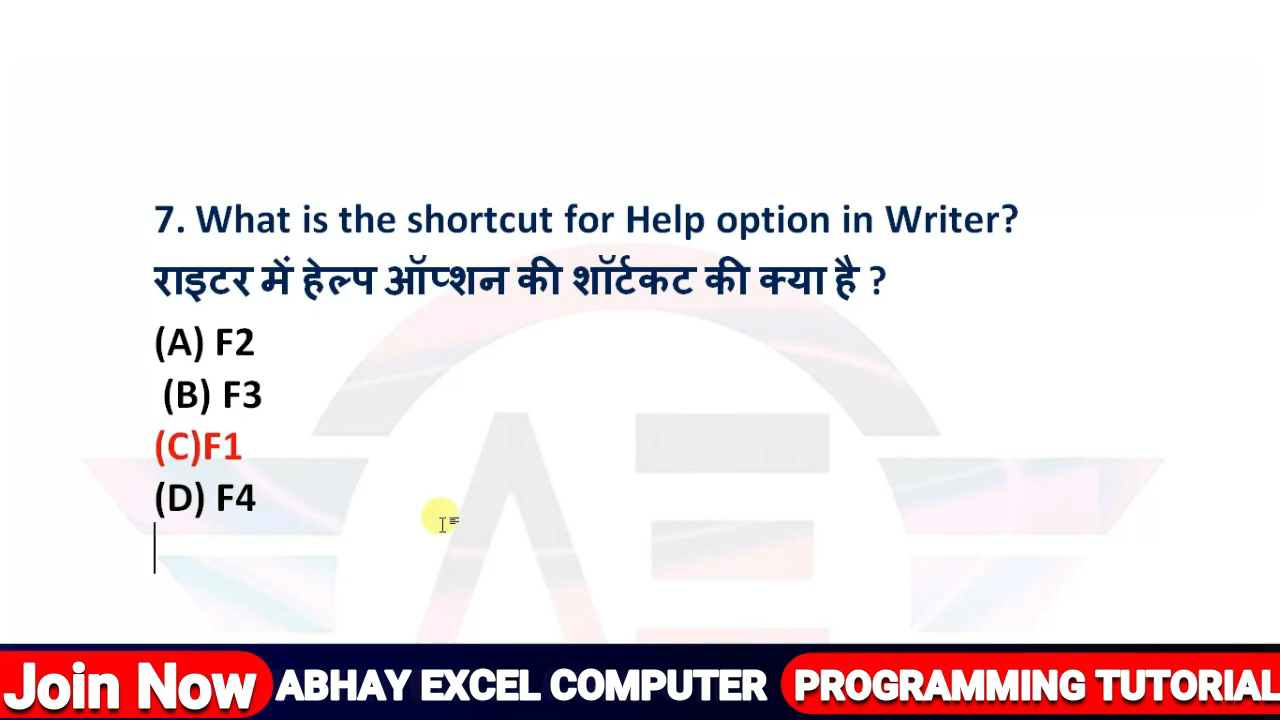 7. What is the shortcut for Help option in Writer?
राइटर में हेल्प ऑप्शन की शॉर्टकट की क्या है ?
(A) F2
(B) F3
(C)F1
(D) F4
Join Now ABHAY EXCEL COMPUTER PROGRAMMING TUTORIAL